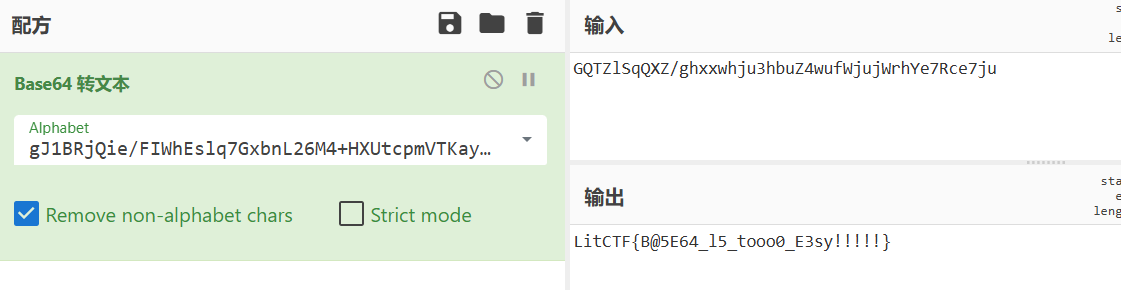 配方
Base64 转文本
Alphabet
gJ1BRjQie/FIWhEslq7GxbnL26M4+HXUtcpmVTKay…
Remove non-alphabet chars
Strict mode
输入
le
GQTZlSqQXZ/ghxxwhju3hbuZ4wufWjujWrhYe7Rce7ju
输出
sta
e
leng
LitCTF{B@5E64_l5_tooo0_E3sy!!!!!}